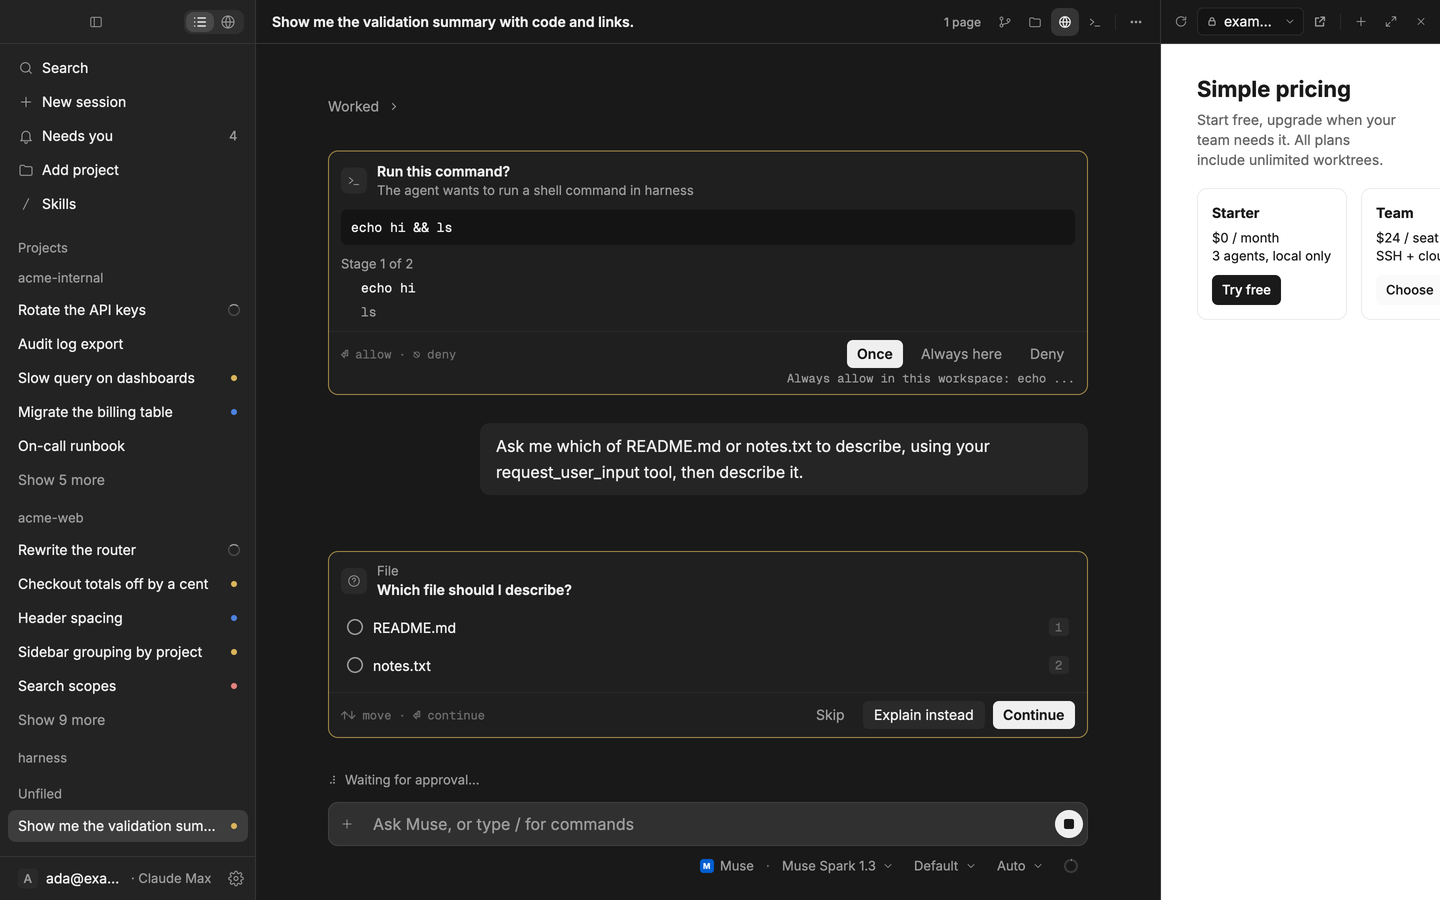 Search
New session
Needs you 4
Add project
Skills
Projects
acme-internal
Rotate the API keys
Audit log export
Slow query on dashboards
Migrate the billing table
On-call runbook
Show 5 more
acme-web
Rewrite the router
Checkout totals off by a cent
Header spacing
Sidebar grouping by project
Search scopes
Show 9 more
harness
Unfiled
Show me the validation sum...
A ada@exa... · Claude Max
Show me the validation summary with code and links.
1 page
Worked
Run this command?
The agent wants to run a shell command in harness
echo hi && ls
Stage 1 of 2
echo hi
ls
allow · deny
Once Always here Deny
Always allow in this workspace: echo ...
Ask me which of README.md or notes.txt to describe, using your
request_user_input tool, then describe it.
File
Which file should I describe?
README.md 1
notes.txt 2
move · continue
Skip Explain instead Continue
Waiting for approval...
Ask Muse, or type / for commands
M Muse · Muse Spark 1.3 Default Auto
exam...
Simple pricing
Start free, upgrade when your
team needs it. All plans
include unlimited worktrees.
Starter
$0 / month
3 agents, local only
Try free
Team
$24 / seat
SSH + clou
Choose